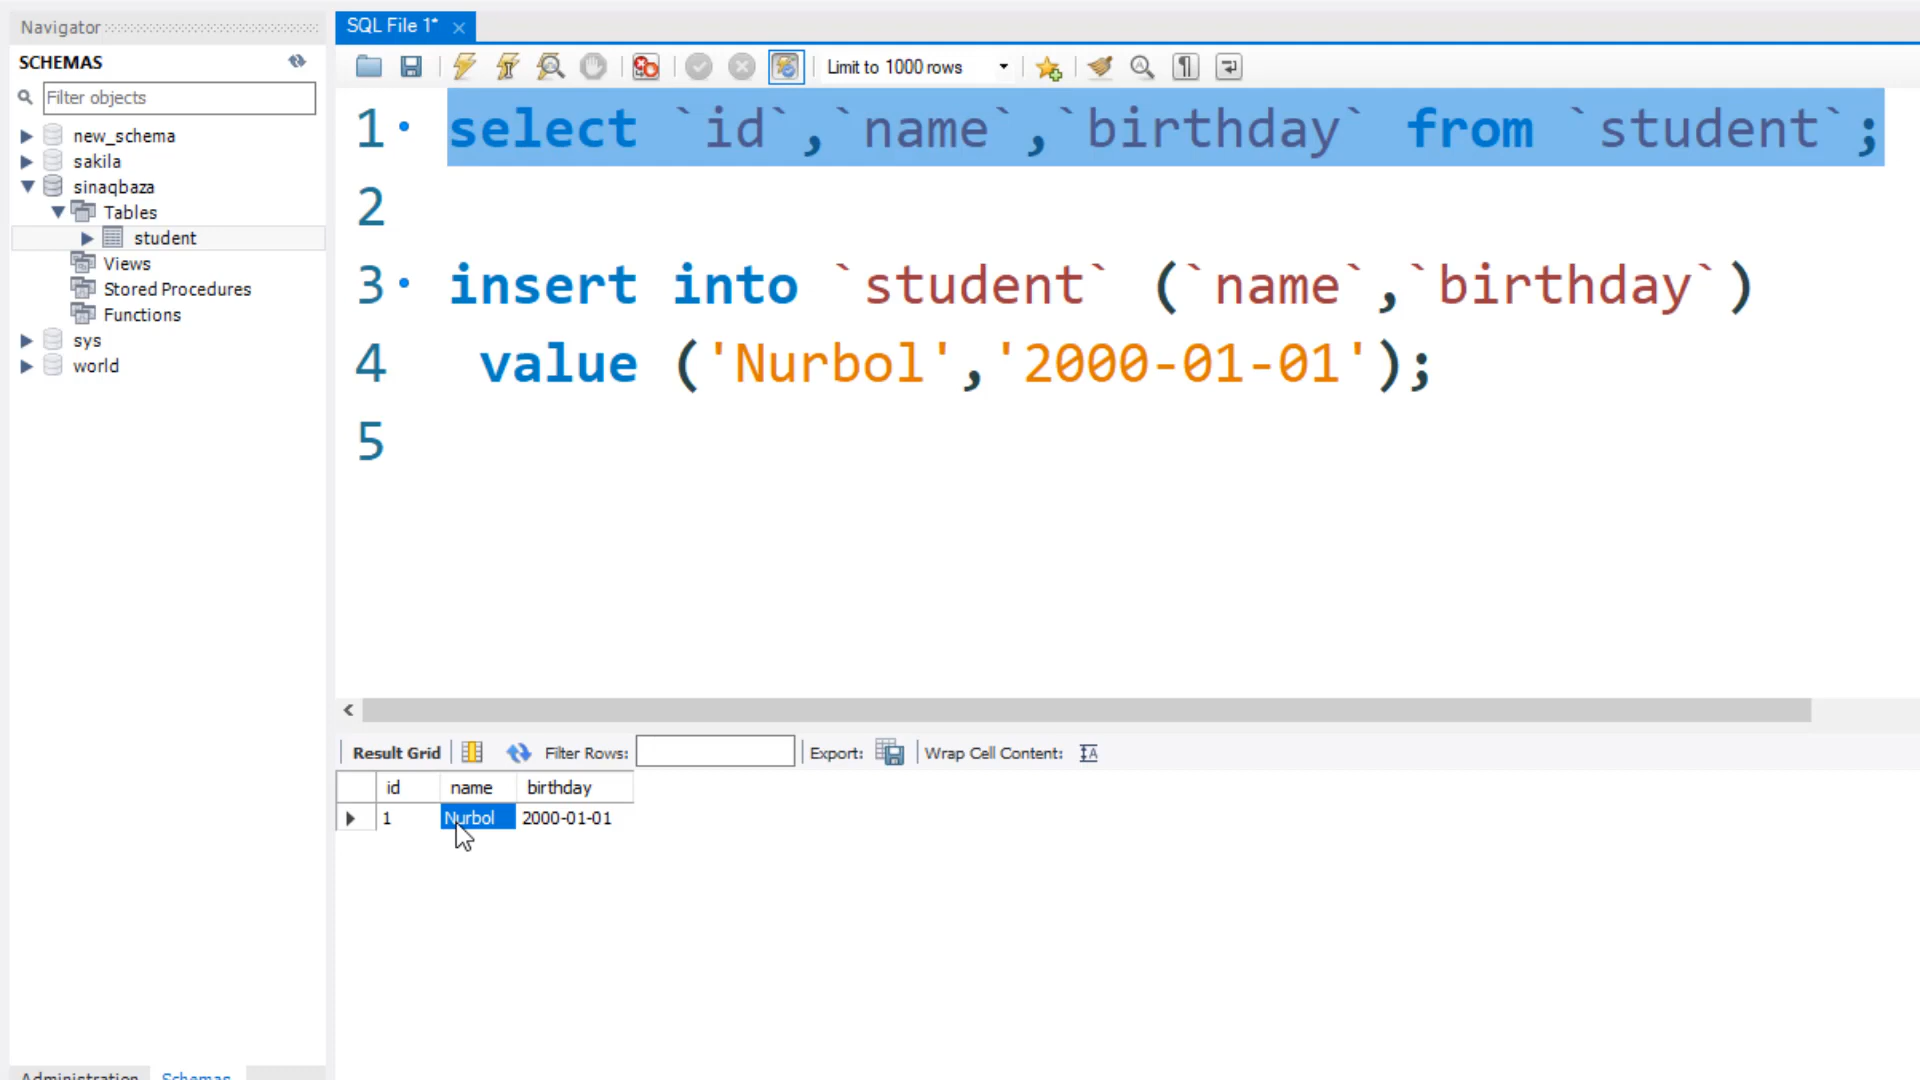 Navigator
SCHEMAS
Filter objects
new_schema
sakila
sinaqbaza
Tables
student
Views
Stored Procedures
Functions
sys
world
Administration
Schemas
SQL File 1*
Limit to 1000 rows
1 select `id`,`name`,`birthday` from `student`;
2
3 insert into `student` (`name`,`birthday`)
4 value ('Nurbol','2000-01-01');
5
Result Grid Filter Rows: Export: Wrap Cell Content:
id name birthday
1 Nurbol 2000-01-01